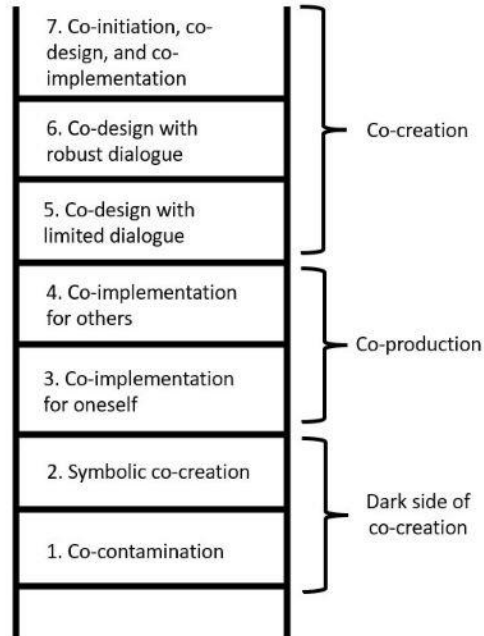 7. Co-initiation, co-
design, and co-
implementation
Co-creation
6. Co-design with
robust dialogue
5. Co-design with
limited dialogue
4. Co-implementation
for others
Co-production
3. Co-implementation
for oneself
2. Symbolic co-creation
Dark side of
co-creation
1. Co-contamination